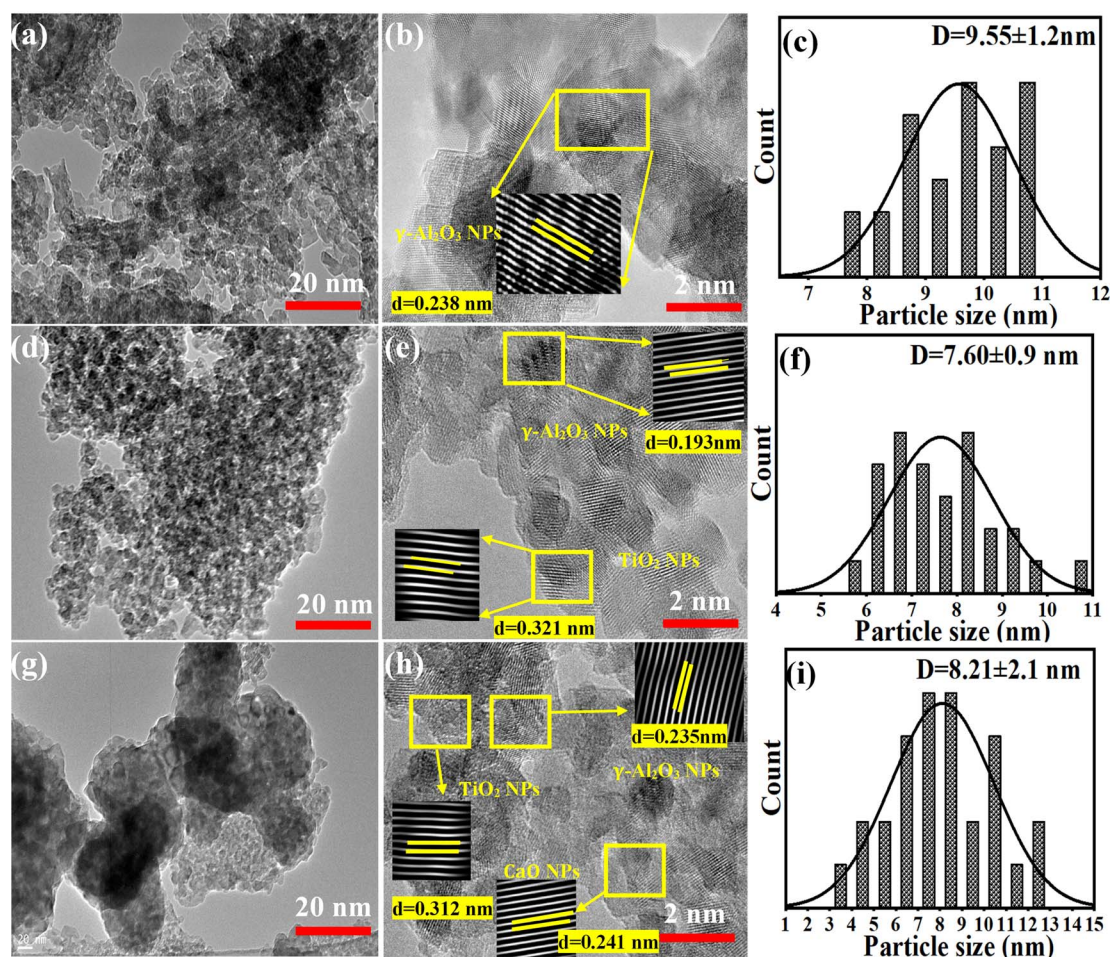 (a)
20 nm
(b)
γ-Al₂O₃ NPs
d=0.238 nm
2 nm
(c)
D=9.55±1.2nm
Count
7 8 9 10 11 12
Particle size (nm)
(d)
20 nm
(e)
γ-Al₂O₃ NPs
d=0.193nm
TiO₂ NPs
d=0.321 nm
2 nm
(f)
D=7.60±0.9 nm
Count
4 5 6 7 8 9 10 11
Particle size (nm)
(g)
20 nm
20 nm
(h)
d=0.235nm
γ-Al₂O₃ NPs
TiO₂ NPs
d=0.312 nm
CaO NPs
d=0.241 nm
2 nm
(i)
D=8.21±2.1 nm
Count
1 2 3 4 5 6 7 8 9 10 11 12 13 14 15
Particle size (nm)